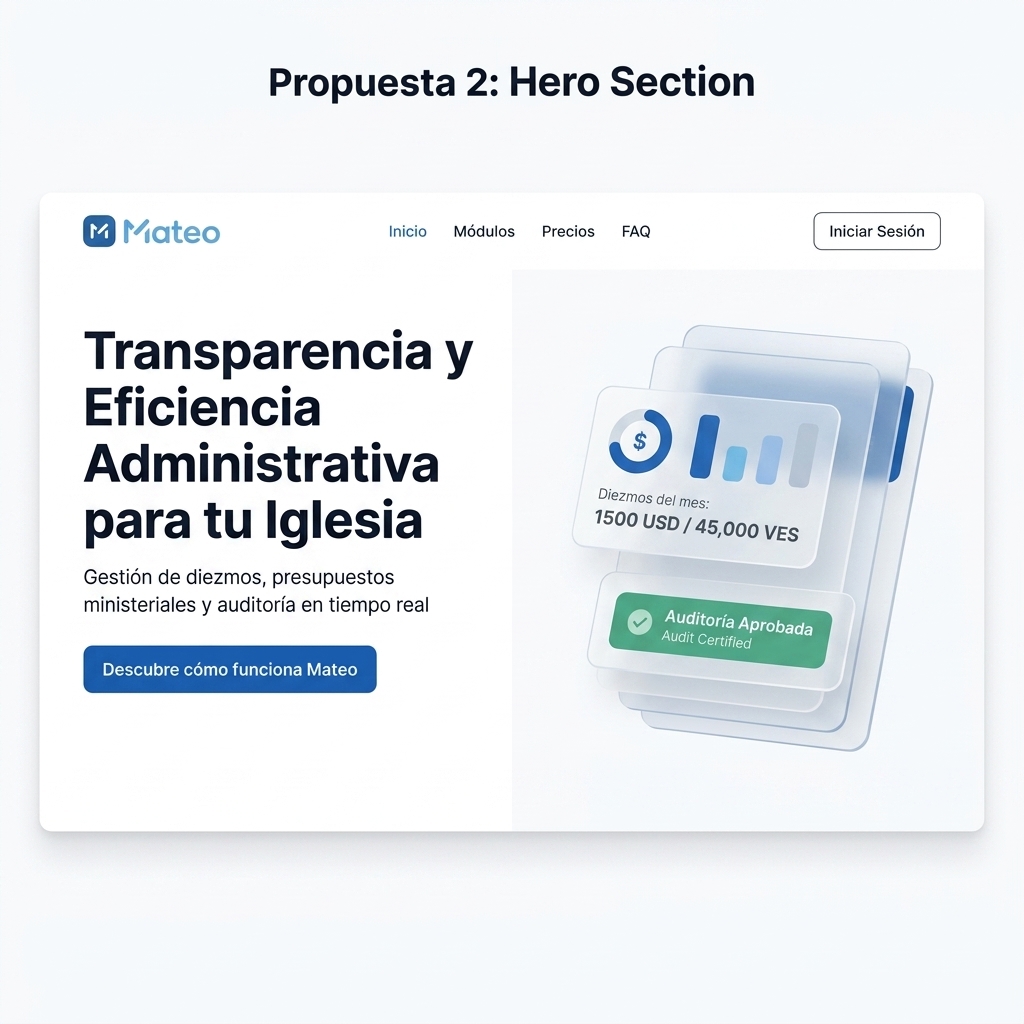 Propuesta 2: Hero Section
M Mateo
Inicio
Módulos
Precios
FAQ
Iniciar Sesión
Transparencia y
Eficiencia
Administrativa
para tu Iglesia
Gestión de diezmos, presupuestos
ministeriales y auditoría en tiempo real
Descubre cómo funciona Mateo
$
Diezmos del mes:
1500 USD / 45,000 VES
Auditoría Aprobada
Audit Certified